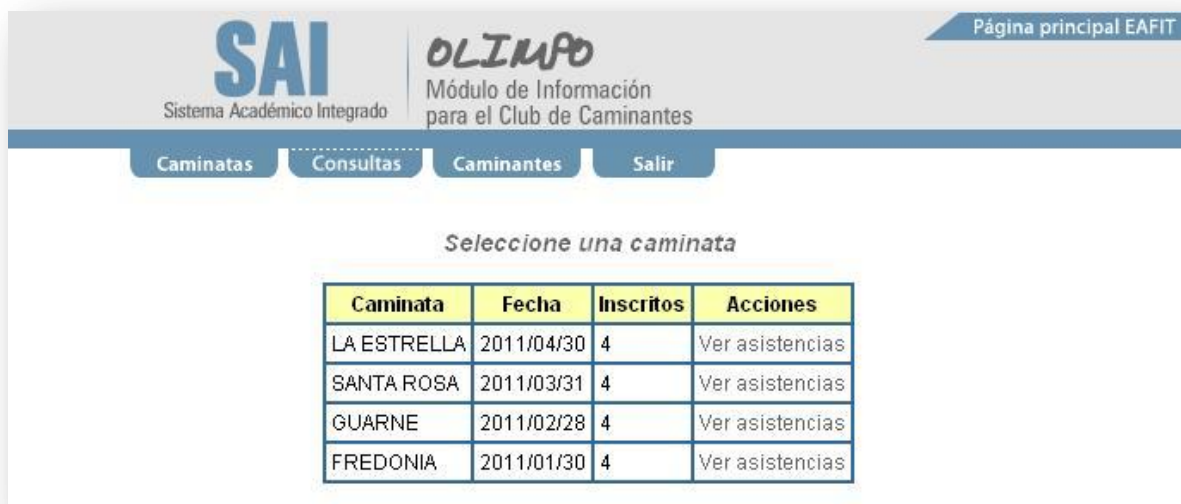 Página principal EAFIT
SAI
Sistema Académico Integrado
OLIMPO
Módulo de Información
para el Club de Caminantes
Caminatas Consultas Caminantes Salir
Seleccione una caminata
Caminata Fecha Inscritos Acciones
LA ESTRELLA 2011/04/30 4 Ver asistencias
SANTA ROSA 2011/03/31 4 Ver asistencias
GUARNE 2011/02/28 4 Ver asistencias
FREDONIA 2011/01/30 4 Ver asistencias